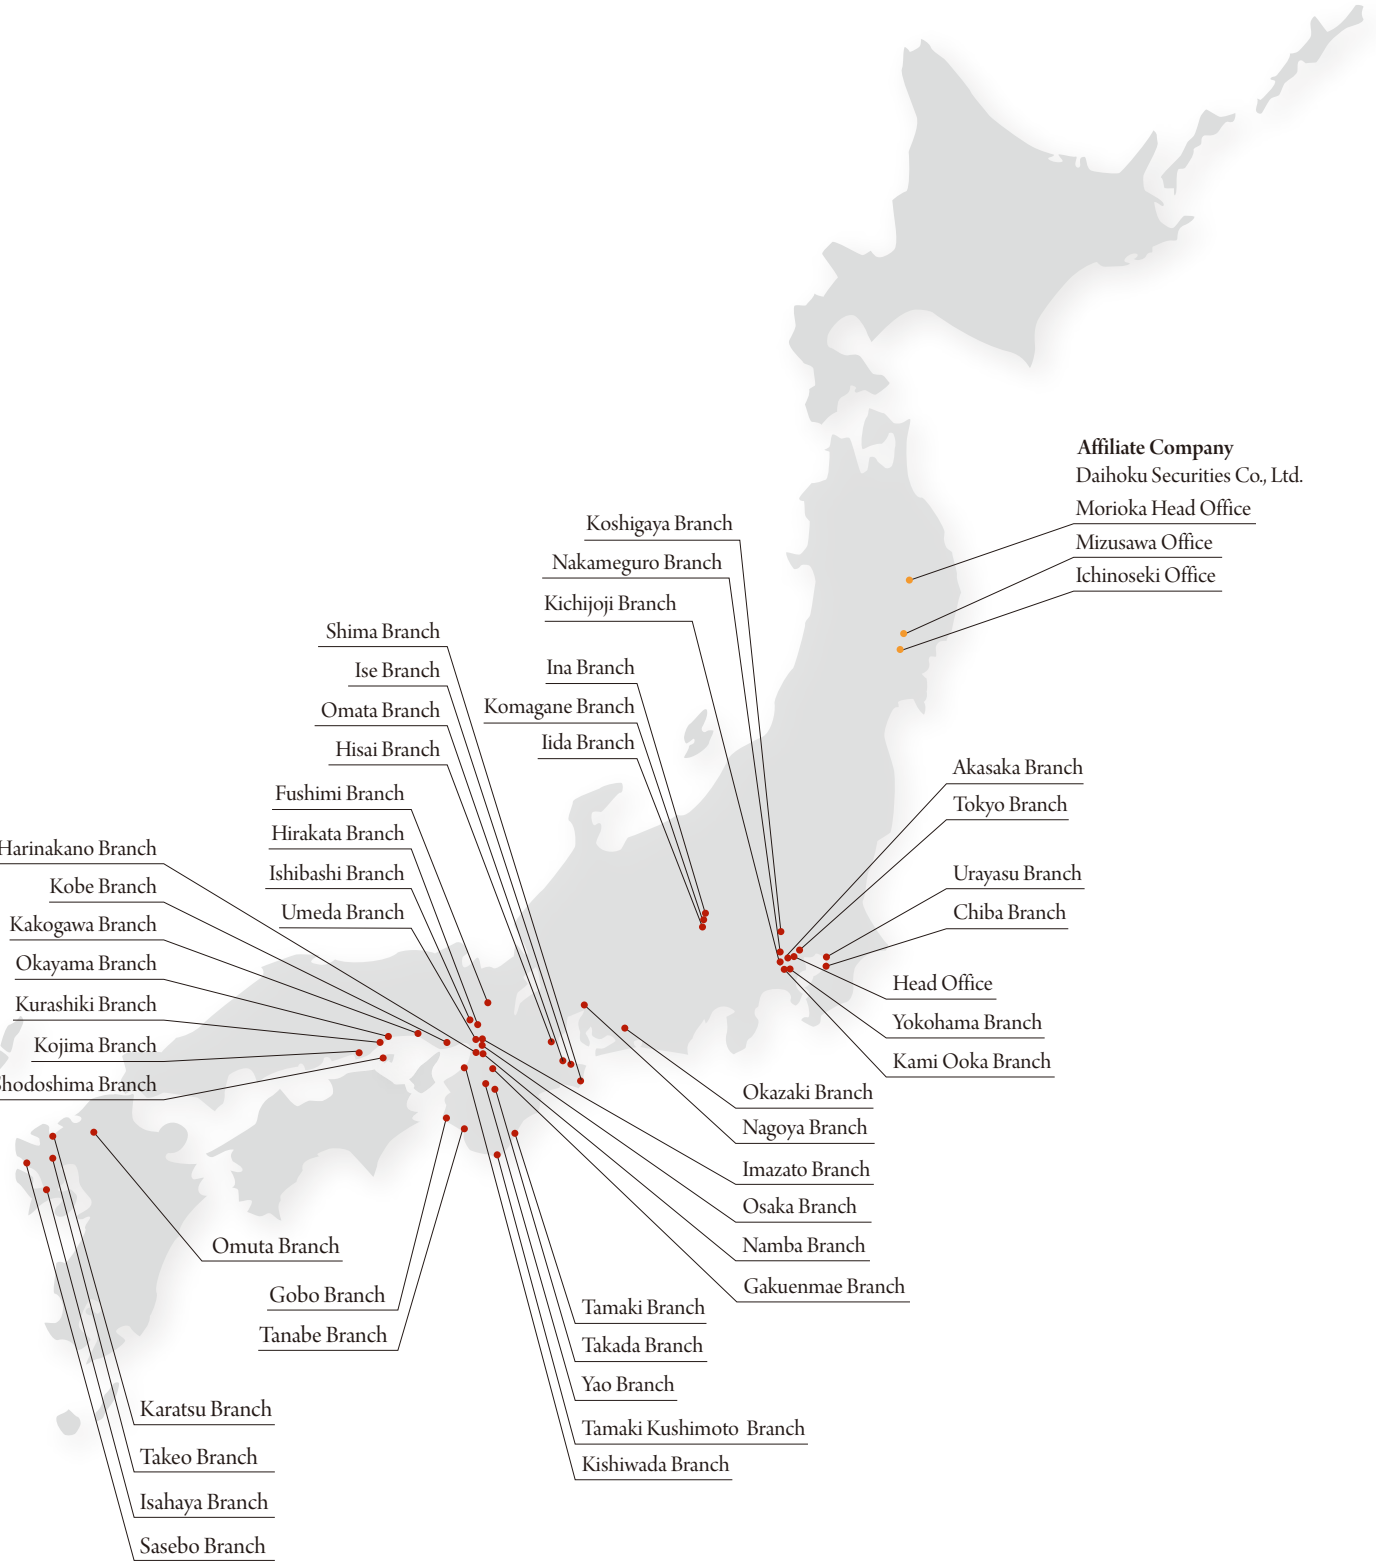 Affiliate Company
Daihoku Securities Co., Ltd.
Morioka Head Office
Mizusawa Office
Ichinoseki Office
Koshigaya Branch
Nakameguro Branch
Kichijoji Branch
Shima Branch
Ise Branch
Omata Branch
Hisai Branch
Ina Branch
Komagane Branch
Iida Branch
Akasaka Branch
Tokyo Branch
Urayasu Branch
Chiba Branch
Head Office
Yokohama Branch
Kami Ooka Branch
Fushimi Branch
Hirakata Branch
Ishibashi Branch
Umeda Branch
Harinakano Branch
Kobe Branch
Kakogawa Branch
Okayama Branch
Kurashiki Branch
Kojima Branch
Shodoshima Branch
Okazaki Branch
Nagoya Branch
Imazato Branch
Osaka Branch
Namba Branch
Gakuenmae Branch
Omuta Branch
Gobo Branch
Tanabe Branch
Tamaki Branch
Takada Branch
Yao Branch
Tamaki Kushimoto Branch
Kishiwada Branch
Karatsu Branch
Takeo Branch
Isahaya Branch
Sasebo Branch